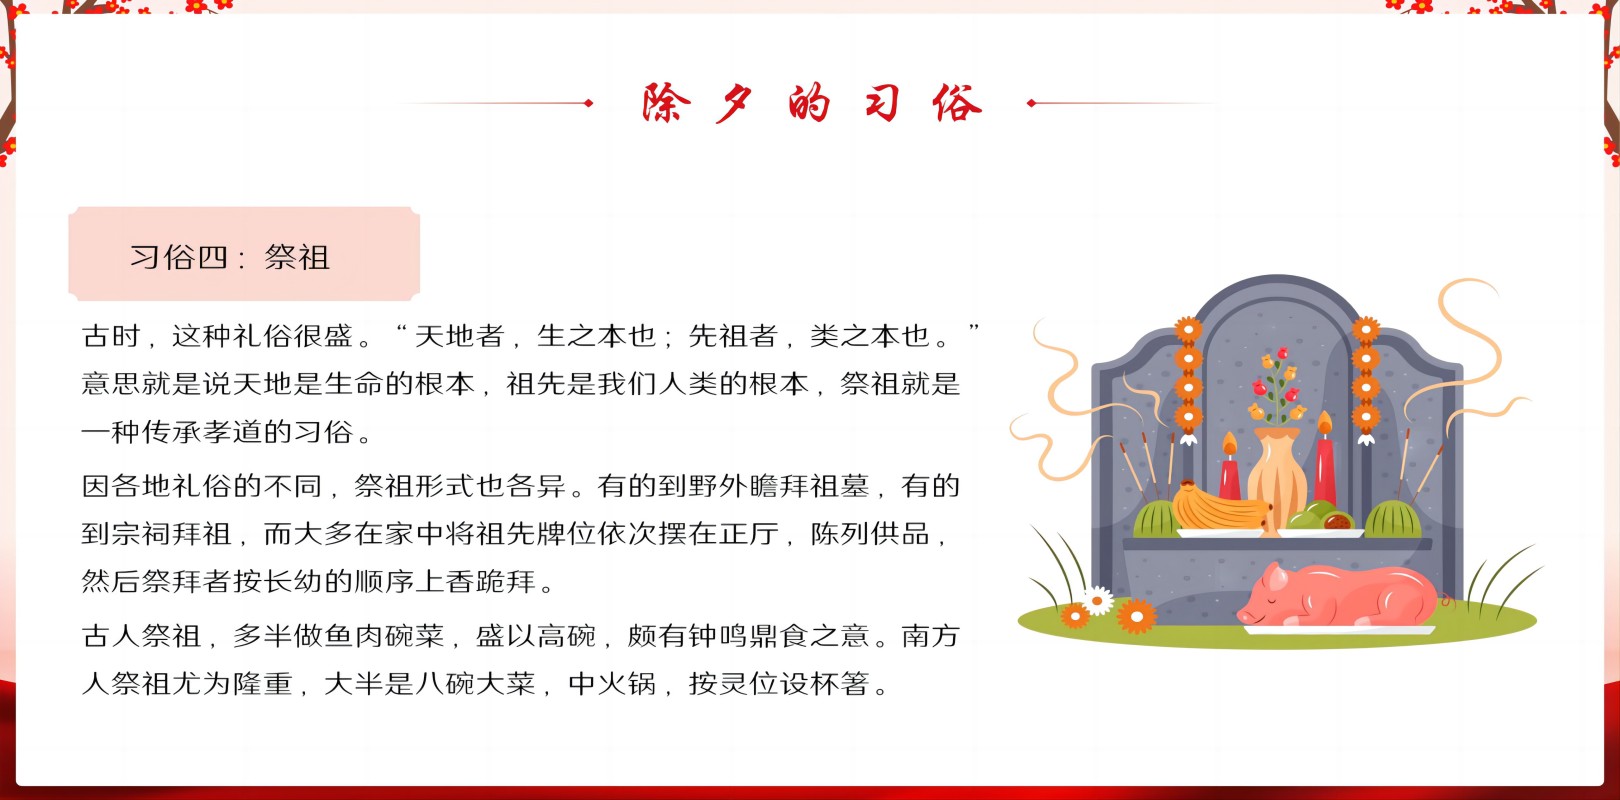 除夕的习俗
习俗四：祭祖
古时，这种礼俗很盛。“天地者，生之本也；先祖者，类之本也。”
意思就是说天地是生命的根本，祖先是我们人类的根本，祭祖就是
一种传承孝道的习俗。
因各地礼俗的不同，祭祖形式也各异。有的到野外瞻拜祖墓，有的
到宗祠拜祖，而大多在家中将祖先牌位依次摆在正厅，陈列供品，
然后祭拜者按长幼的顺序上香跪拜。
古人祭祖，多半做鱼肉碗菜，盛以高碗，颇有钟鸣鼎食之意。南方
人祭祖尤为隆重，大半是八碗大菜，中火锅，按灵位设杯箸。